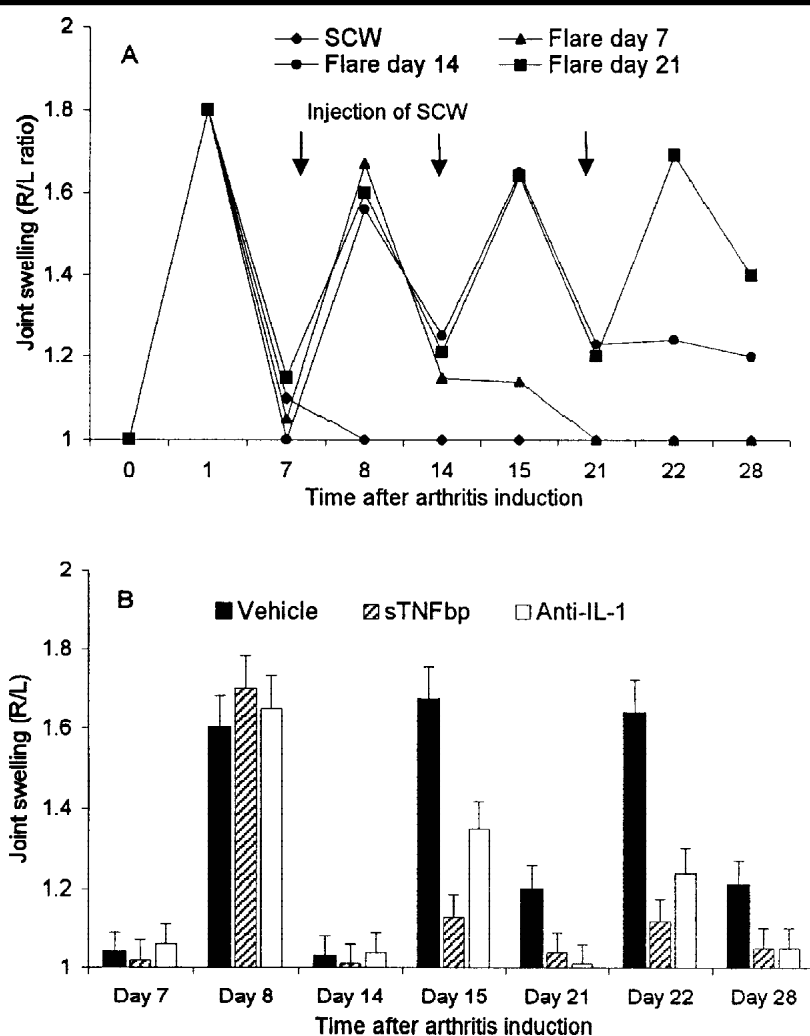 2
A
SCW
Flare day 7
Flare day 14
Flare day 21
1.8
Injection of SCW
1.6
1.4
1.2
1
Joint swelling (R/L ratio)
0 1 7 8 14 15 21 22 28
Time after arthritis induction
2
B
Vehicle sTNFbp Anti-IL-1
1.8
1.6
1.4
1.2
1
Joint swelling (R/L)
Day 7 Day 8 Day 14 Day 15 Day 21 Day 22 Day 28
Time after arthritis induction